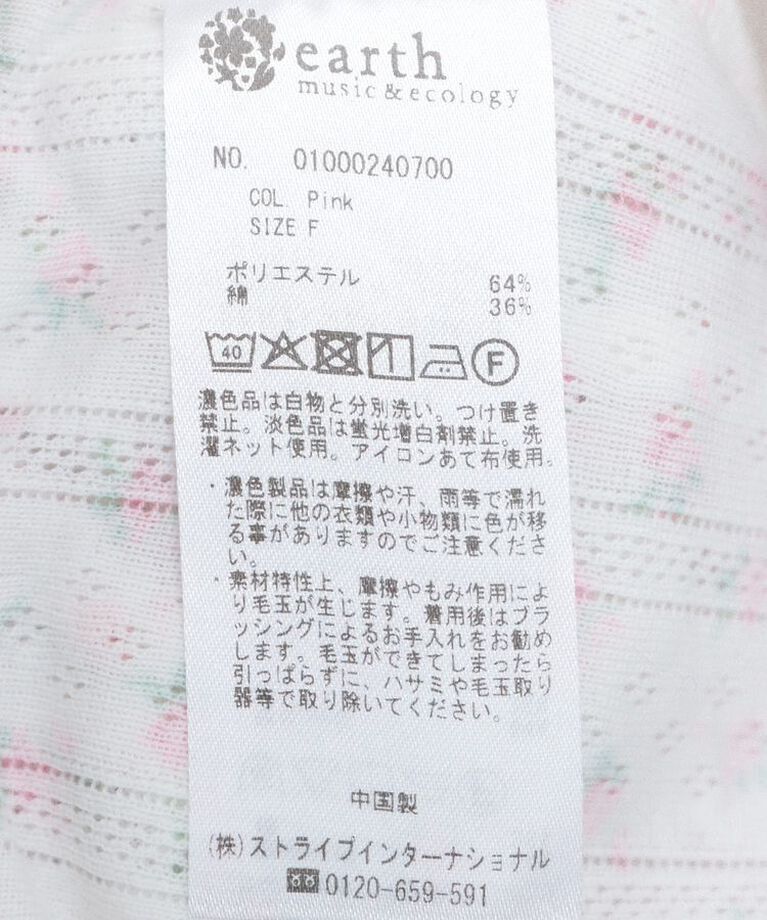 earth
music&ecology
NO. 01000240700
COL. Pink
SIZE F
ポリエステル 64%
綿 36%
40 F
濃色品は白物と分別洗い。つけ置き
禁止。淡色品は蛍光増白剤禁止。洗
濯ネット使用。アイロンあて布使用。
・濃色製品は摩擦や汗、雨等で濡れ
た際に他の衣類や小物類に色が移
る事がありますのでご注意くださ
い。
・素材特性上、摩擦やもみ作用によ
り毛玉が生じます。着用後はブラ
ッシングによるお手入れをお勧め
します。毛玉ができてしまったら
引っぱらずに、ハサミや毛玉取り
器等で取り除いてください。
中国製
(株)ストライプインターナショナル
0120-659-591